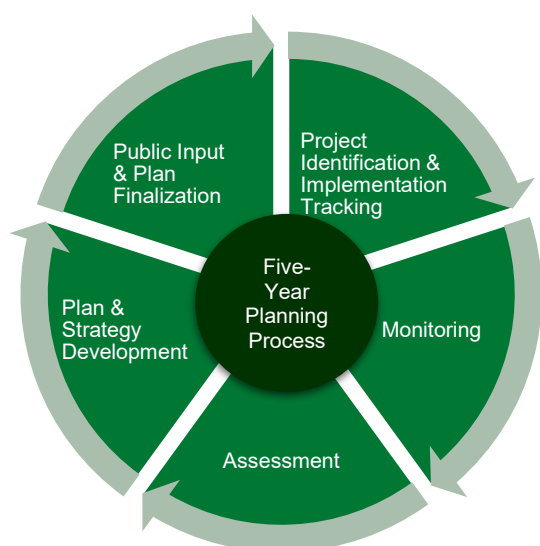 Public Input
& Plan
Finalization
Project
Identification &
Implementation
Tracking
Five-
Year
Planning
Process
Plan &
Strategy
Development
Monitoring
Assessment